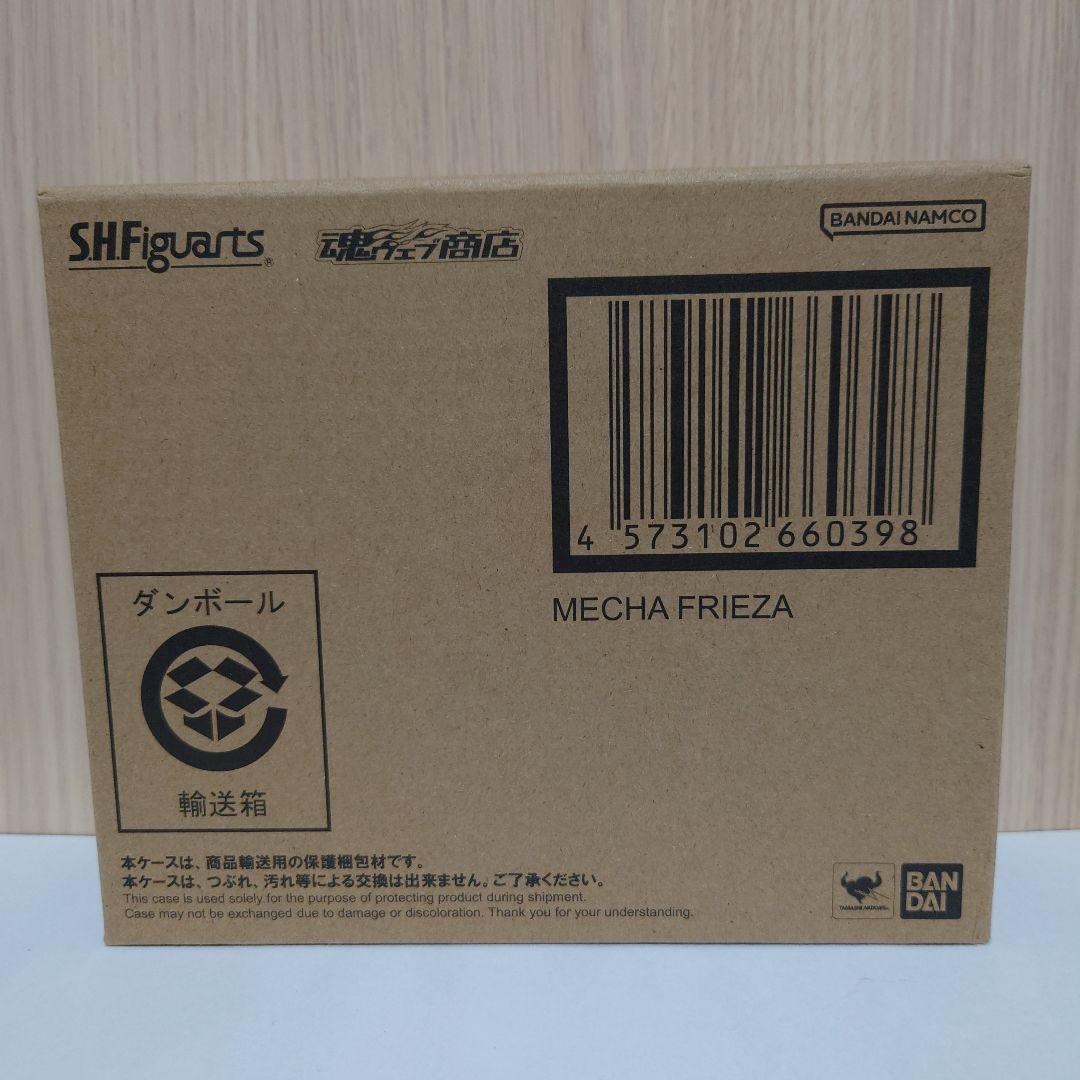 S.H.Figuarts®
魂ウェブ商店
BANDAI NAMCO
4 573102 660398
MECHA FRIEZA
ダンボール
輸送箱
本ケースは、商品輸送用の保護梱包材です。
本ケースは、つぶれ、汚れ等による交換は出来ません。ご了承ください。
This case is used solely for the purpose of protecting product during shipment.
Case may not be exchanged due to damage or discoloration. Thank you for your understanding.
TAMASHII NATIONS
BAN
DAI